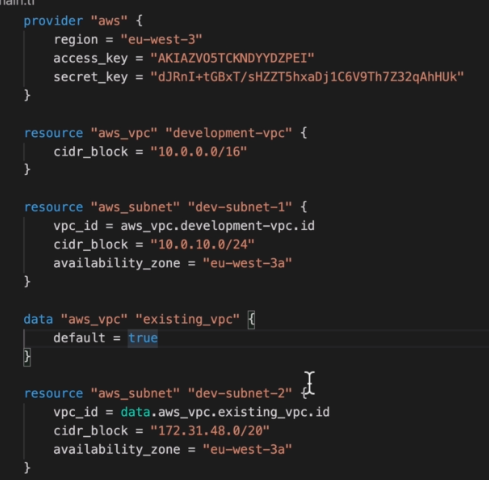 main.tf
provider "aws" {
    region = "eu-west-3"
    access_key = "AKIAZVO5TCKNDYYDZPEI"
    secret_key = "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"
}
resource "aws_vpc" "development-vpc" {
    cidr_block = "10.0.0.0/16"
}
resource "aws_subnet" "dev-subnet-1" {
    vpc_id = aws_vpc.development-vpc.id
    cidr_block = "10.0.10.0/24"
    availability_zone = "eu-west-3a"
}
data "aws_vpc" "existing_vpc" {
    default = true
}
resource "aws_subnet" "dev-subnet-2" {
    vpc_id = data.aws_vpc.existing_vpc.id
    cidr_block = "172.31.48.0/20"
    availability_zone = "eu-west-3a"
}